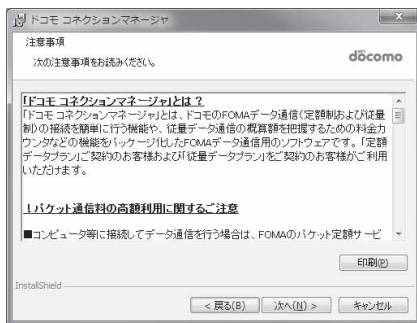 ドコモ コネクションマネージャ
注意事項
次の注意事項をお読みください。
döcomo
「ドコモ コネクションマネージャ」とは?
「ドコモ コネクションマネージャ」とは、ドコモのFOMAデータ通信(定額制および従量
制)の接続を簡単に行う機能や、従量データ通信の概算額を把握するための料金カ
ウンタなどの機能をパッケージ化したFOMAデータ通信用のソフトウェアです。「定額
データプラン」ご契約のお客様および「従量データプラン」をご契約のお客様がご利用
いただけます。
！パケット通信料の高額利用に関するご注意
■コンピュータ等に接続してデータ通信を行う場合は、FOMAのパケット定額サービ
印刷(P)
InstallShield
< 戻る(B)
次へ(N) >
キャンセル